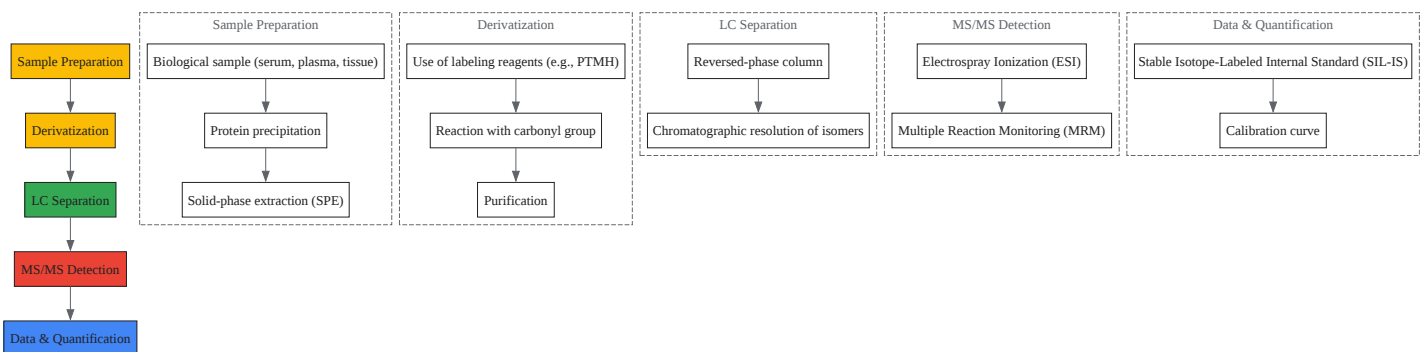 Sample Preparation
Derivatization
LC Separation
MS/MS Detection
Data & Quantification
Sample Preparation
Biological sample (serum, plasma, tissue)
Protein precipitation
Solid-phase extraction (SPE)
Derivatization
Use of labeling reagents (e.g., PTMH)
Reaction with carbonyl group
Purification
LC Separation
Reversed-phase column
Chromatographic resolution of isomers
MS/MS Detection
Electrospray Ionization (ESI)
Multiple Reaction Monitoring (MRM)
Data & Quantification
Stable Isotope-Labeled Internal Standard (SIL-IS)
Calibration curve